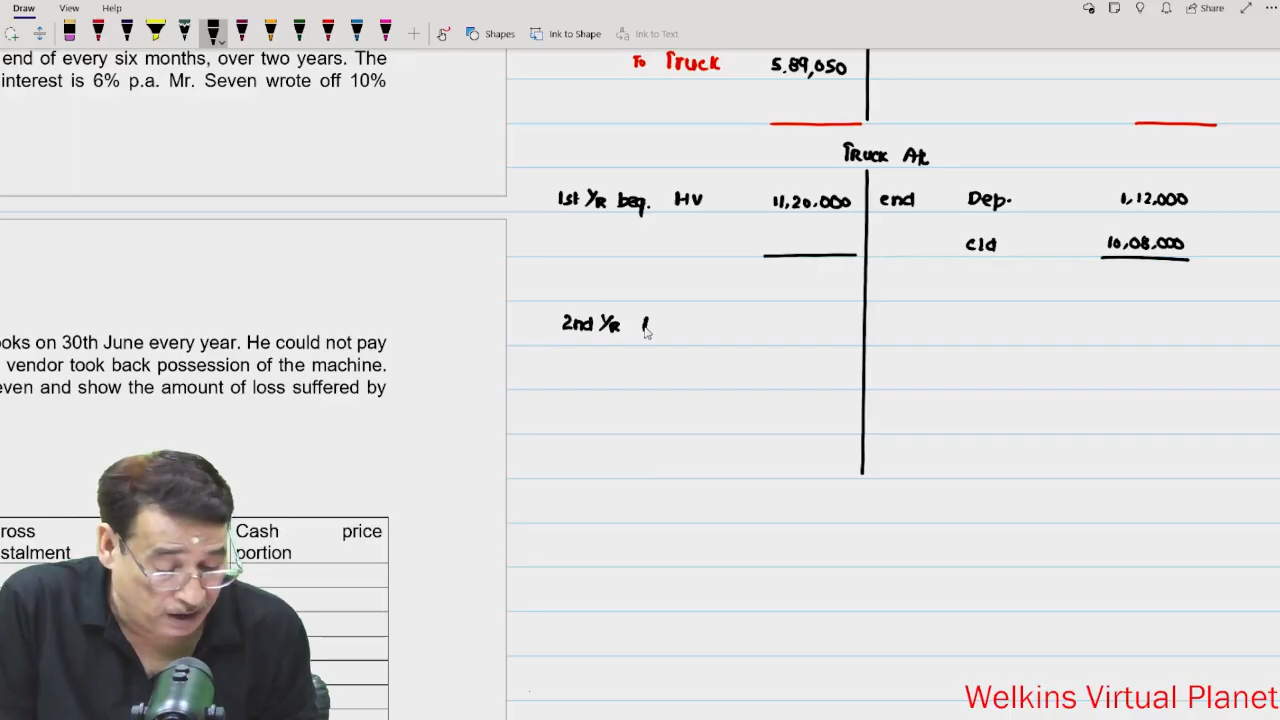 Draw View Help
Share
Shapes Ink to Shape Ink to Text
end of every six months, over two years. The
interest is 6% p.a. Mr. Seven wrote off 10%
ooks on 30th June every year. He could not pay
vendor took back possession of the machine.
even and show the amount of loss suffered by
ross
stalment
Cash price
portion
To Truck 5,89,050
Truck A/c
1st Yr beg. HV 11,20,000 end Dep. 1,12,000
c/d 10,08,000
2nd Yr
Welkins Virtual Planet